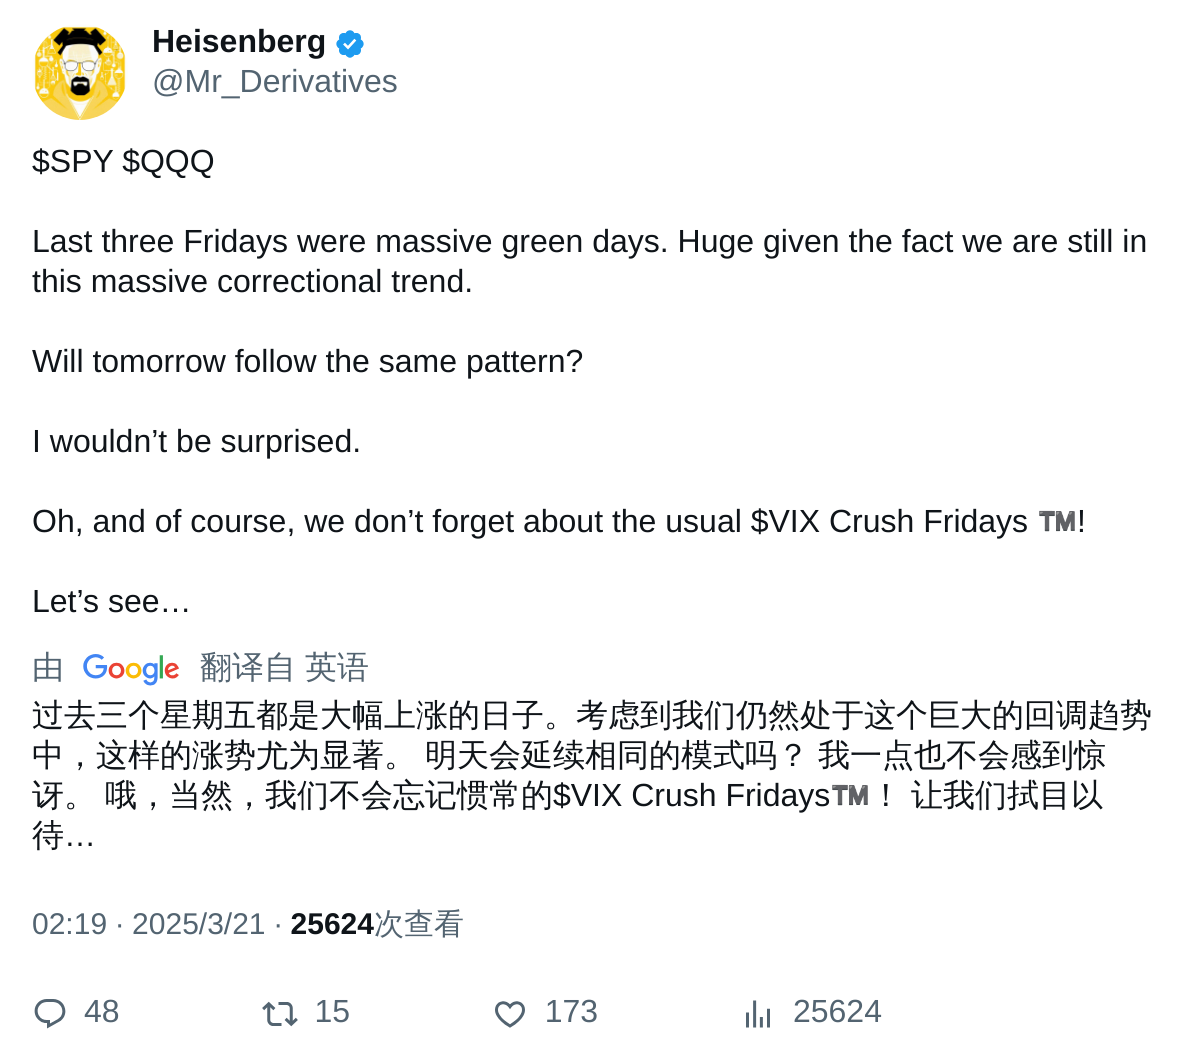 Heisenberg
@Mr_Derivatives
$SPY $QQQ
Last three Fridays were massive green days. Huge given the fact we are still in
this massive correctional trend.
Will tomorrow follow the same pattern?
I wouldn’t be surprised.
Oh, and of course, we don’t forget about the usual $VIX Crush Fridays ™️!
Let’s see…
由 Google 翻译自 英语
过去三个星期五都是大幅上涨的日子。考虑到我们仍然处于这个巨大的回调趋势
中，这样的涨势尤为显著。 明天会延续相同的模式吗？ 我一点也不会感到惊
讶。 哦，当然，我们不会忘记惯常的$VIX Crush Fridays™️！ 让我们拭目以
待…
02:19 · 2025/3/21 · 25624次查看
48 15 173 25624